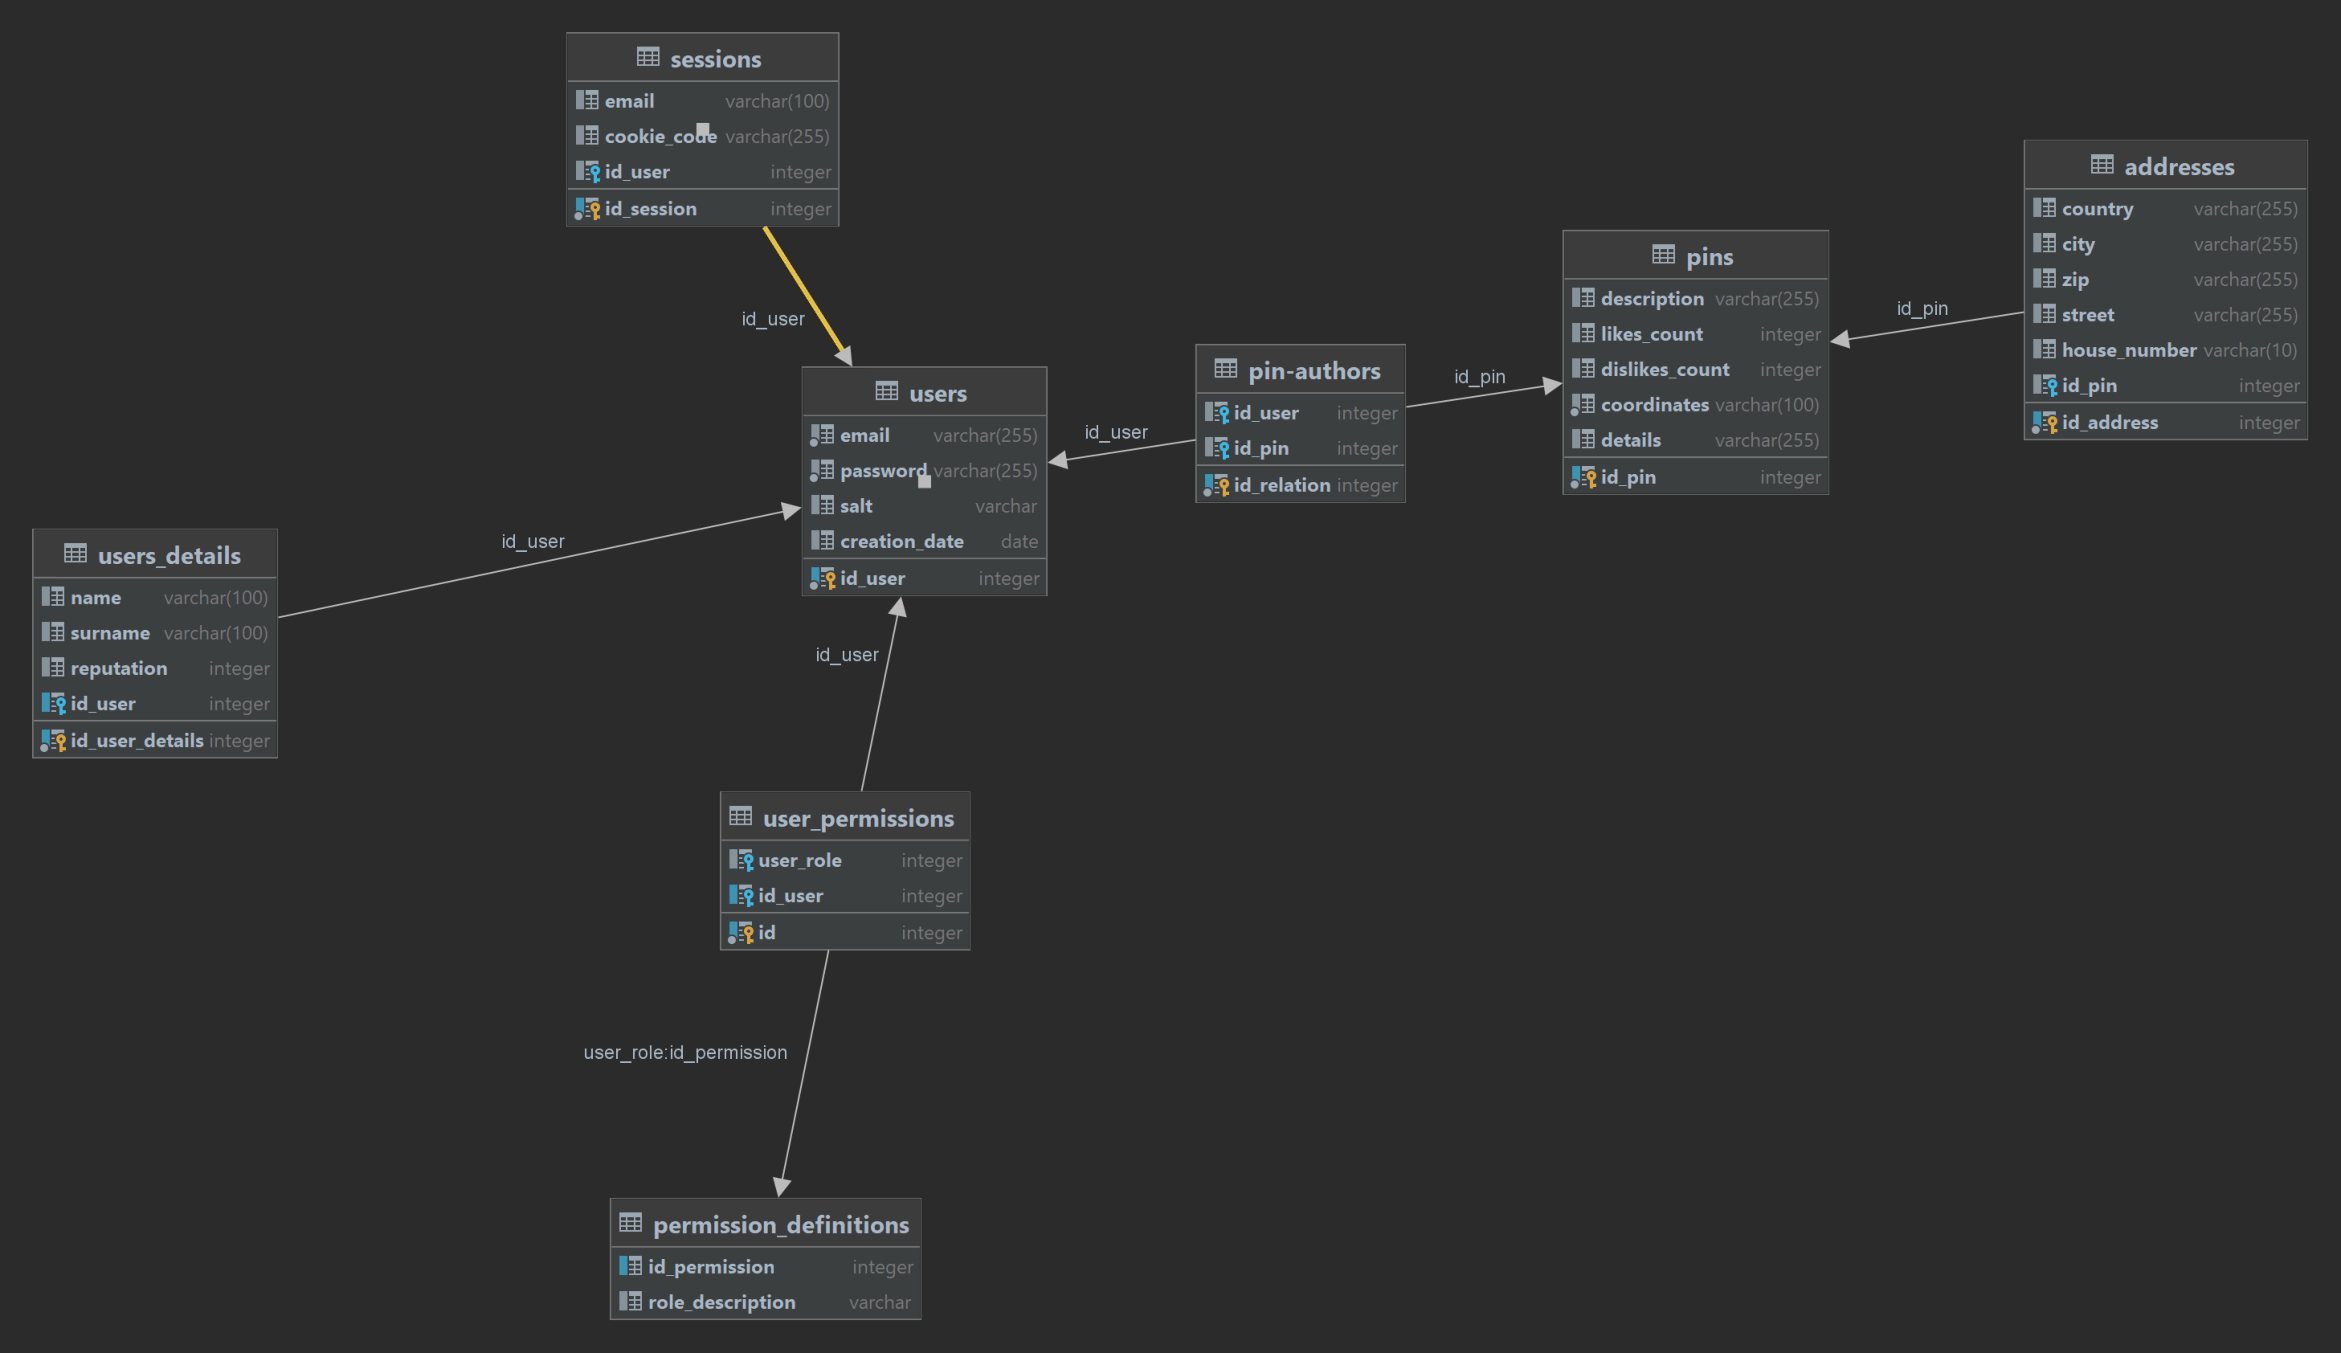 sessions
email varchar(100)
cookie_code varchar(255)
id_user integer
id_session integer
id_user
users
email varchar(255)
password varchar(255)
salt varchar
creation_date date
id_user integer
id_user
pin-authors
id_user integer
id_pin integer
id_relation integer
id_pin
pins
description varchar(255)
likes_count integer
dislikes_count integer
coordinates varchar(100)
details varchar(255)
id_pin integer
id_pin
addresses
country varchar(255)
city varchar(255)
zip varchar(255)
street varchar(255)
house_number varchar(10)
id_pin integer
id_address integer
id_user
users_details
name varchar(100)
surname varchar(100)
reputation integer
id_user integer
id_user_details integer
id_user
user_permissions
user_role integer
id_user integer
id integer
user_role:id_permission
permission_definitions
id_permission integer
role_description varchar